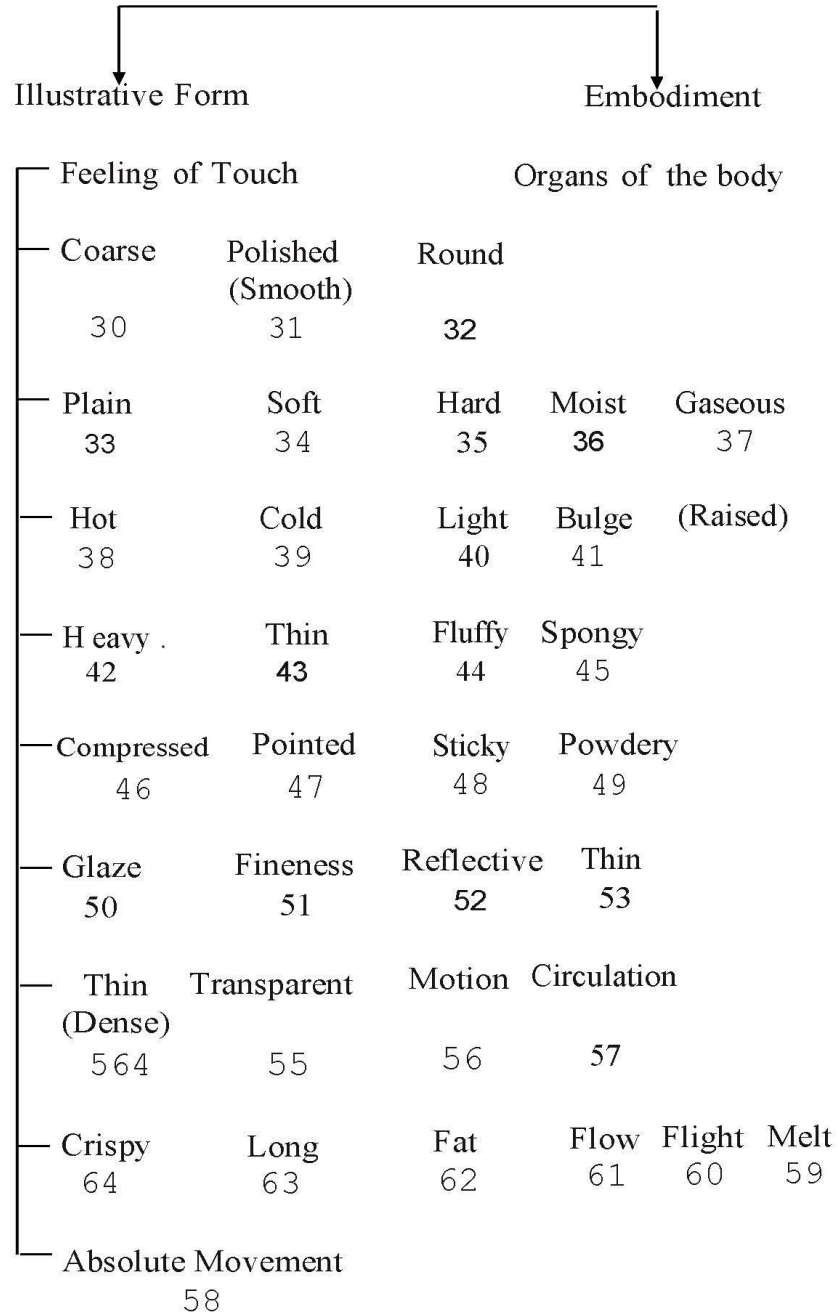 Illustrative Form Embodiment
Feeling of Touch Organs of the body
Coarse Polished Round
(Smooth)
30 31 32
Plain Soft Hard Moist Gaseous
33 34 35 36 37
Hot Cold Light Bulge (Raised)
38 39 40 41
H eavy . Thin Fluffy Spongy
42 43 44 45
Compressed Pointed Sticky Powdery
46 47 48 49
Glaze Fineness Reflective Thin
50 51 52 53
Thin Transparent Motion Circulation
(Dense)
564 55 56 57
Crispy Long Fat Flow Flight Melt
64 63 62 61 60 59
Absolute Movement
58